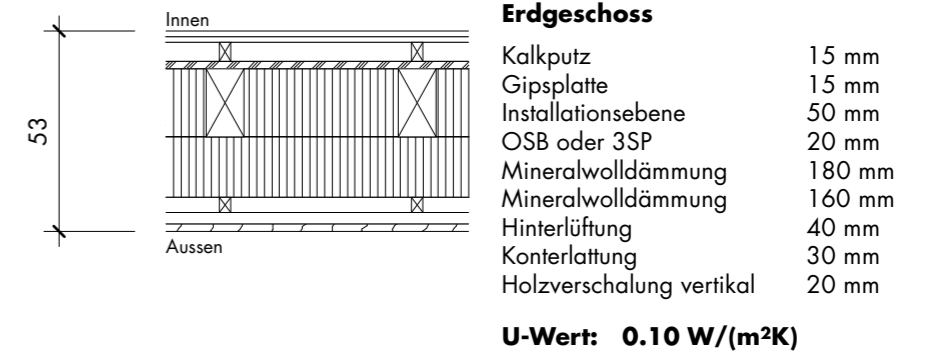 Innen
53
Aussen
Erdgeschoss
Kalkputz 15 mm
Gipsplatte 15 mm
Installationsebene 50 mm
OSB oder 3SP 20 mm
Mineralwolldämmung 180 mm
Mineralwolldämmung 160 mm
Hinterlüftung 40 mm
Konterlattung 30 mm
Holzverschalung vertikal 20 mm
U-Wert: 0.10 W/(m²K)